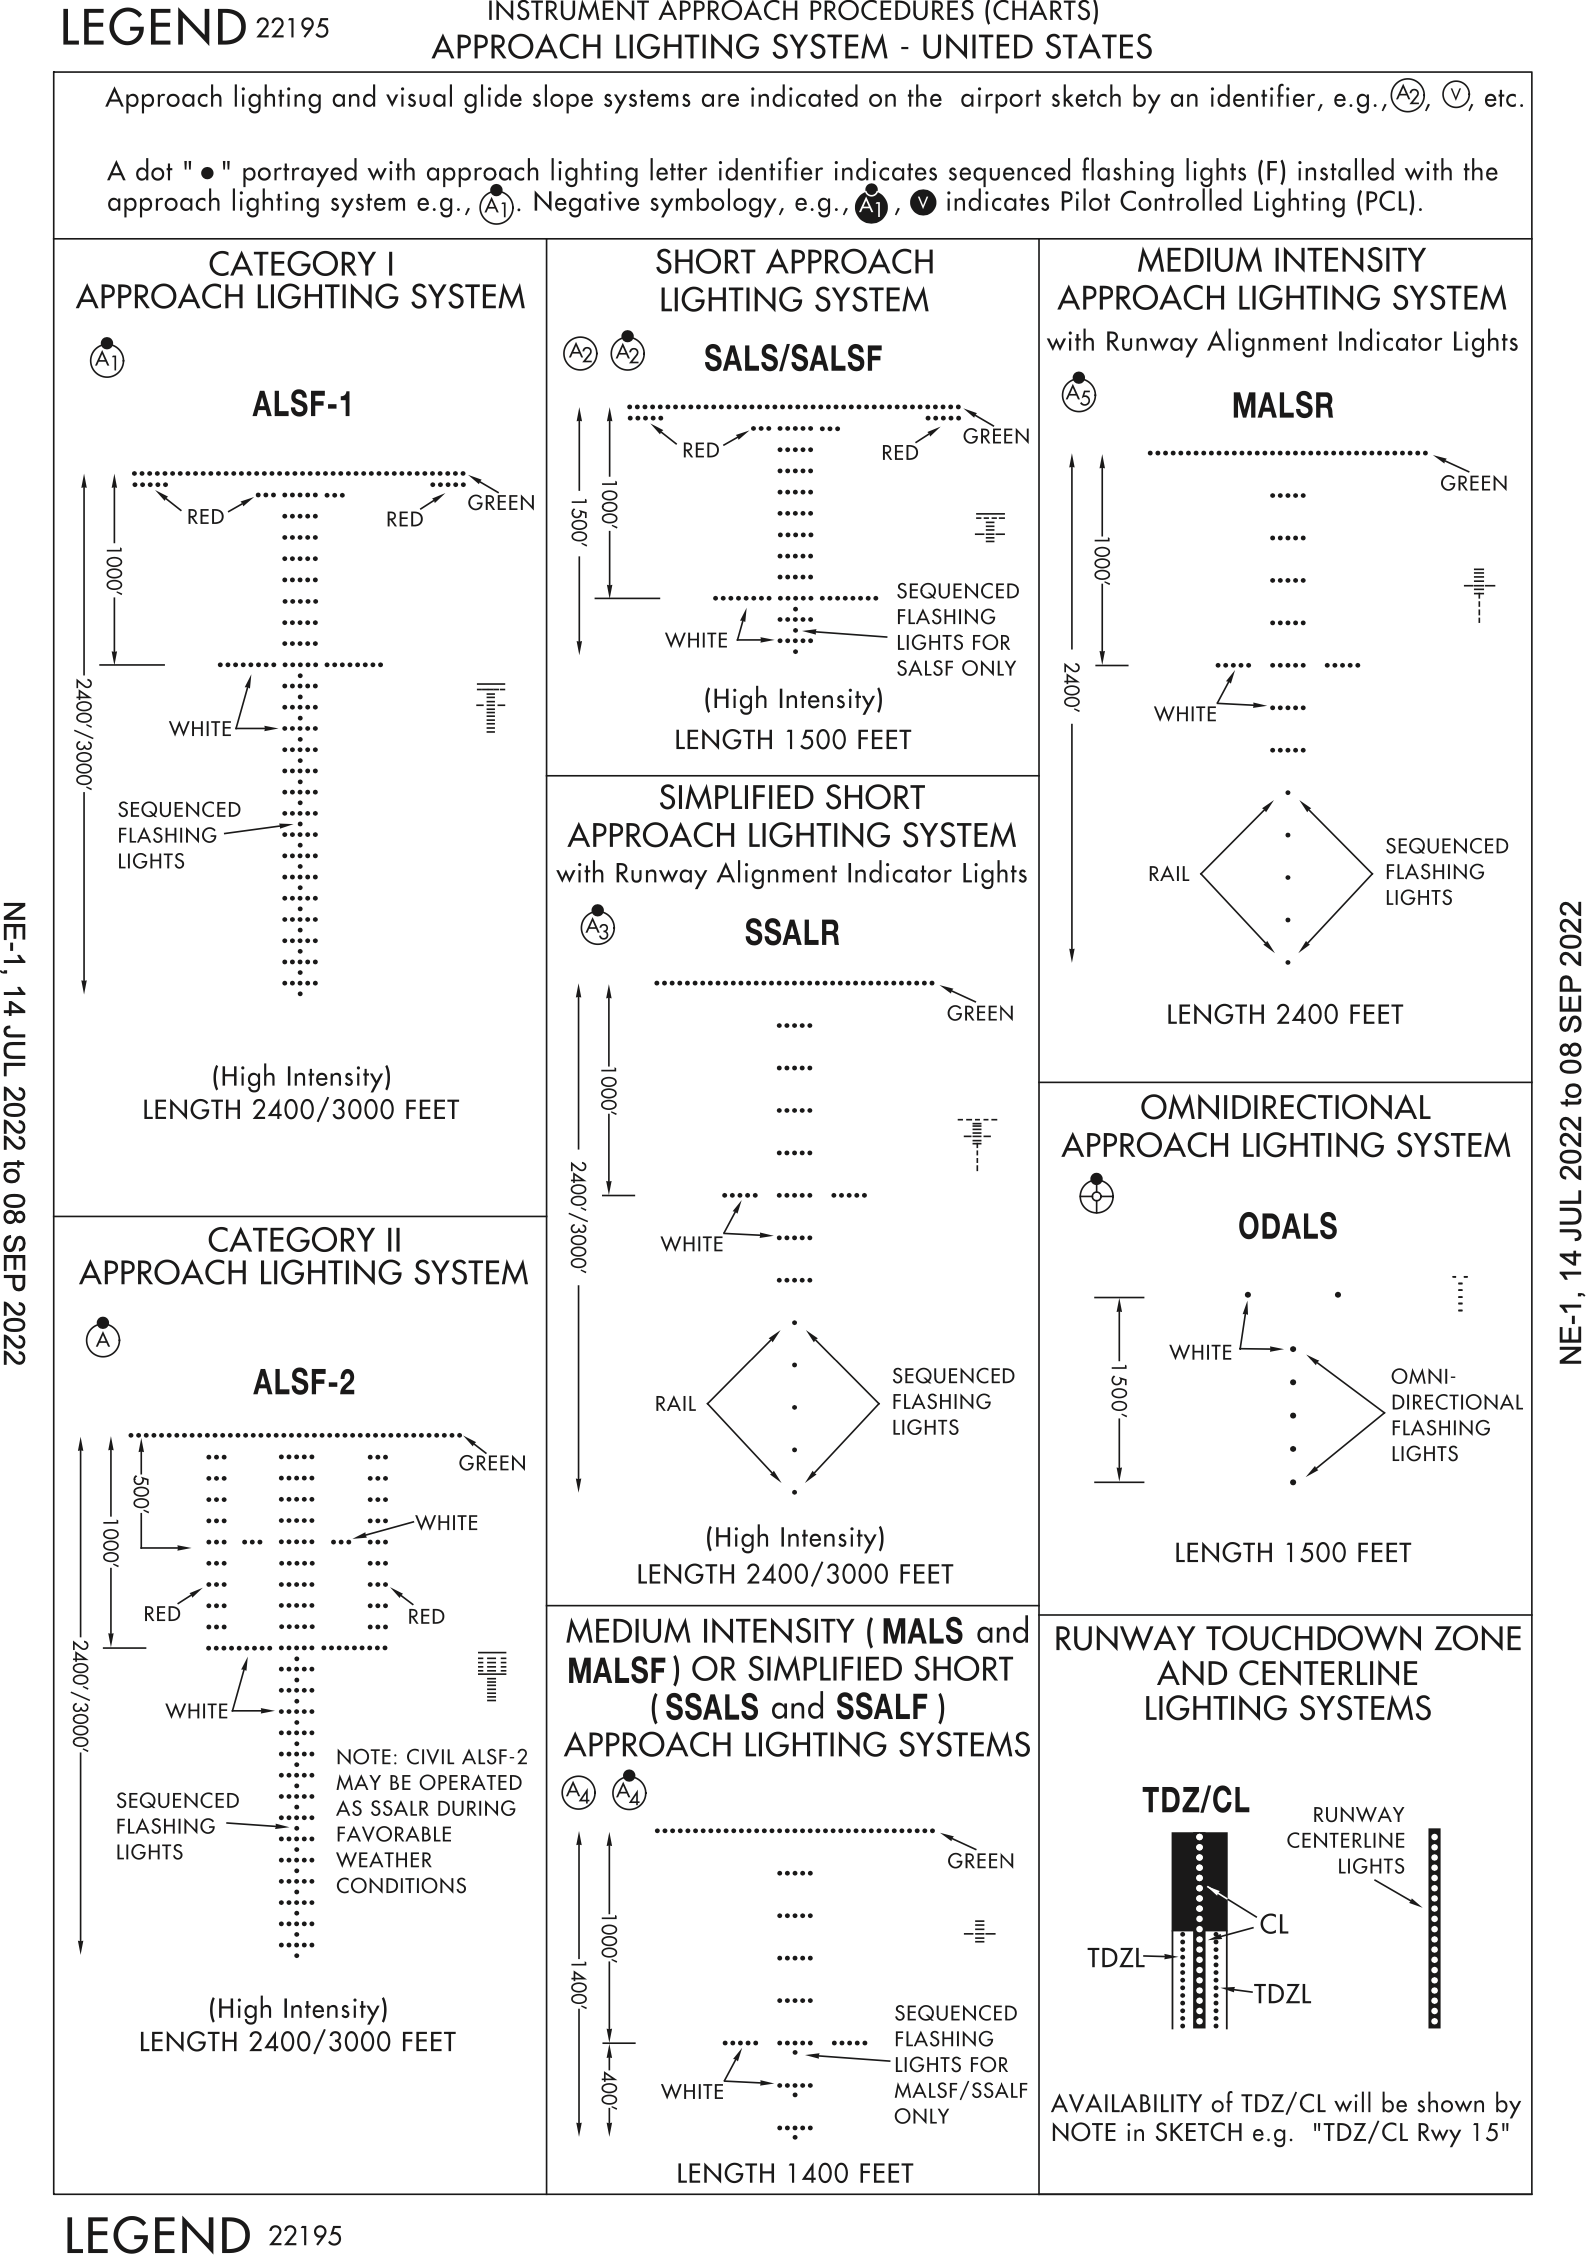 LEGEND 22195
INSTRUMENT APPROACH PROCEDURES (CHARTS)
APPROACH LIGHTING SYSTEM - UNITED STATES
Approach lighting and visual glide slope systems are indicated on the airport sketch by an identifier, e.g., A2, V, etc.
A dot " ● " portrayed with approach lighting letter identifier indicates sequenced flashing lights (F) installed with the
approach lighting system e.g., A1. Negative symbology, e.g., A1, V indicates Pilot Controlled Lighting (PCL).
CATEGORY I
APPROACH LIGHTING SYSTEM
A1
ALSF-1
GREEN
RED
RED
1000'
2400'/3000'
WHITE
SEQUENCED
FLASHING
LIGHTS
(High Intensity)
LENGTH 2400/3000 FEET
CATEGORY II
APPROACH LIGHTING SYSTEM
A
ALSF-2
GREEN
500'
WHITE
1000'
RED
RED
2400'/3000'
WHITE
NOTE: CIVIL ALSF-2
MAY BE OPERATED
AS SSALR DURING
FAVORABLE
WEATHER
CONDITIONS
SEQUENCED
FLASHING
LIGHTS
(High Intensity)
LENGTH 2400/3000 FEET
SHORT APPROACH
LIGHTING SYSTEM
A2 A2
SALS/SALSF
GREEN
RED
RED
1000'
1500'
WHITE
SEQUENCED
FLASHING
LIGHTS FOR
SALSF ONLY
(High Intensity)
LENGTH 1500 FEET
SIMPLIFIED SHORT
APPROACH LIGHTING SYSTEM
with Runway Alignment Indicator Lights
A3
SSALR
GREEN
1000'
2400'/3000'
WHITE
RAIL
SEQUENCED
FLASHING
LIGHTS
(High Intensity)
LENGTH 2400/3000 FEET
MEDIUM INTENSITY ( MALS and
MALSF ) OR SIMPLIFIED SHORT
( SSALS and SSALF )
APPROACH LIGHTING SYSTEMS
A4 A4
GREEN
1000'
1400'
400'
WHITE
SEQUENCED
FLASHING
LIGHTS FOR
MALSF/SSALF
ONLY
LENGTH 1400 FEET
MEDIUM INTENSITY
APPROACH LIGHTING SYSTEM
with Runway Alignment Indicator Lights
A5
MALSR
GREEN
1000'
2400'
WHITE
RAIL
SEQUENCED
FLASHING
LIGHTS
LENGTH 2400 FEET
OMNIDIRECTIONAL
APPROACH LIGHTING SYSTEM
ODALS
WHITE
1500'
OMNI-
DIRECTIONAL
FLASHING
LIGHTS
LENGTH 1500 FEET
RUNWAY TOUCHDOWN ZONE
AND CENTERLINE
LIGHTING SYSTEMS
TDZ/CL
RUNWAY
CENTERLINE
LIGHTS
CL
TDZL
TDZL
AVAILABILITY of TDZ/CL will be shown by
NOTE in SKETCH e.g. "TDZ/CL Rwy 15"
LEGEND 22195
NE-1, 14 JUL 2022 to 08 SEP 2022
NE-1, 14 JUL 2022 to 08 SEP 2022